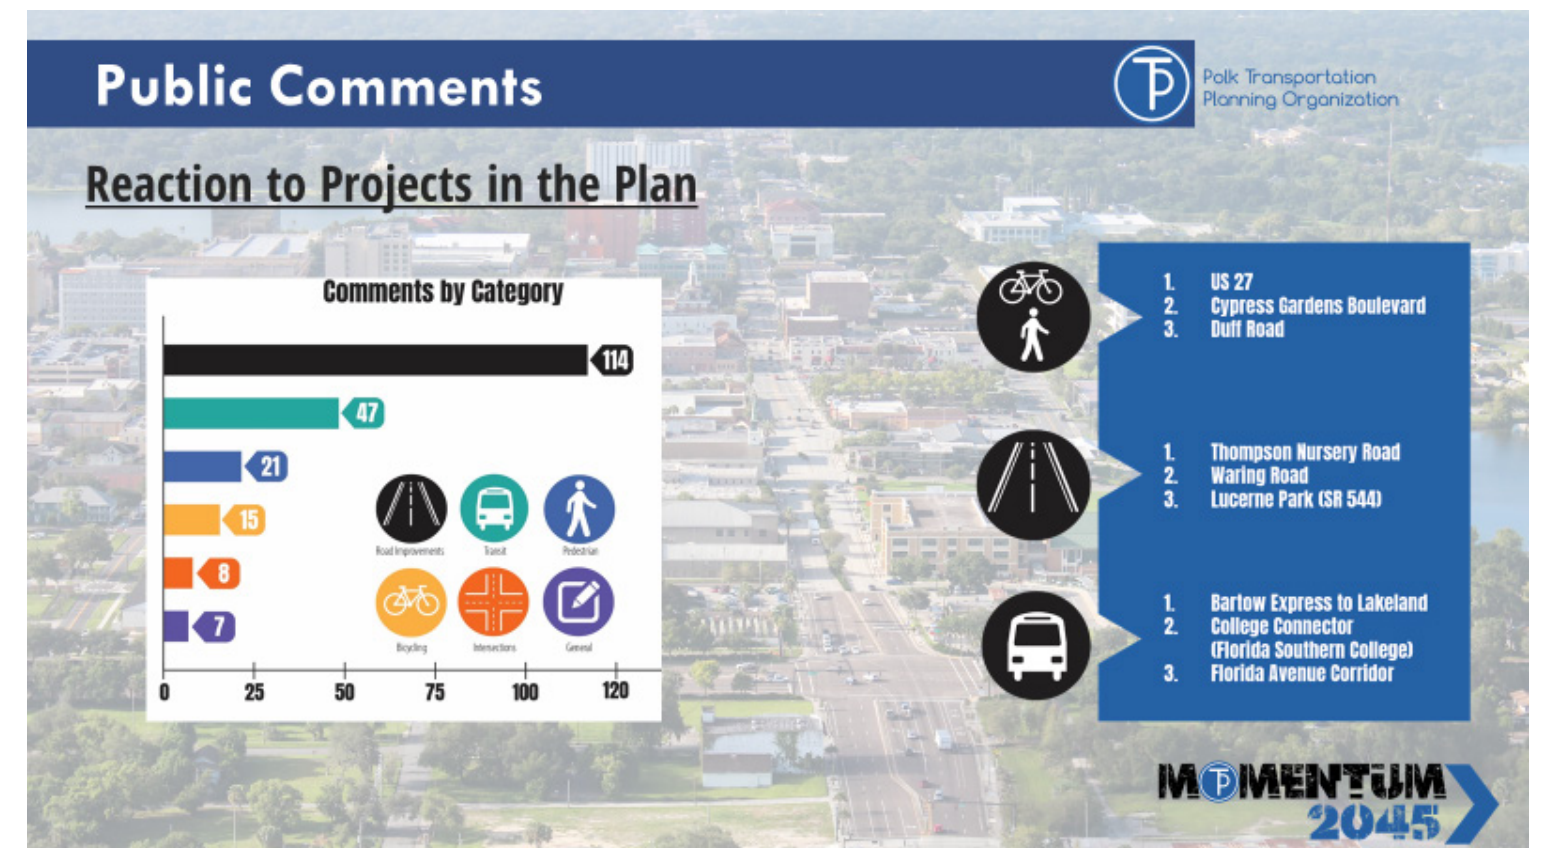 Public Comments
Polk Transportation
Planning Organization
Reaction to Projects in the Plan
Comments by Category
114
47
21
15
8
7
Road Improvements
Transit
Pedestrian
Bicycling
Intersections
General
0 25 50 75 100 120
1. US 27
2. Cypress Gardens Boulevard
3. Duff Road
1. Thompson Nursery Road
2. Waring Road
3. Lucerne Park (SR 544)
1. Bartow Express to Lakeland
2. College Connector
(Florida Southern College)
3. Florida Avenue Corridor
MOMENTUM
2045